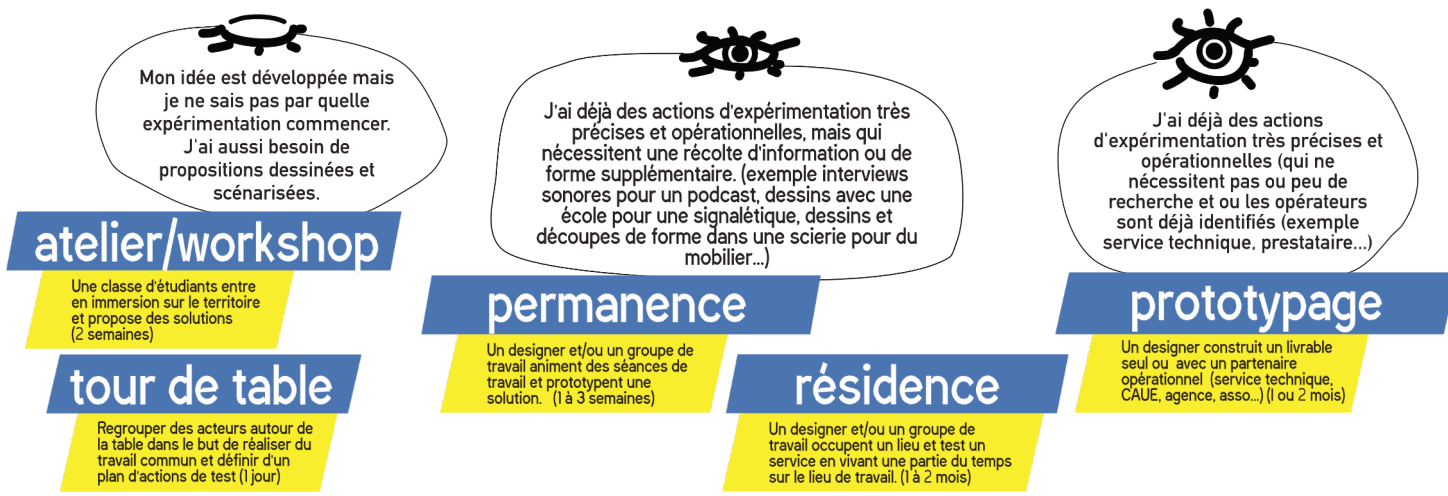 Mon idée est développée mais
je ne sais pas par quelle
expérimentation commencer.
J'ai aussi besoin de
propositions dessinées et
scénarisées.
atelier/workshop
Une classe d'étudiants entre
en immersion sur le territoire
et propose des solutions
(2 semaines)
tour de table
Regrouper des acteurs autour de
la table dans le but de réaliser du
travail commun et définir d'un
plan d'actions de test (1 jour)
J'ai déjà des actions d'expérimentation très
précises et opérationnelles, mais qui
nécessitent une récolte d'information ou de
forme supplémentaire. (exemple interviews
sonores pour un podcast, dessins avec une
école pour une signalétique, dessins et
découpes de forme dans une scierie pour du
mobilier...)
permanence
Un designer et/ou un groupe de
travail animent des séances de
travail et prototypent une
solution. (1 à 3 semaines)
résidence
Un designer et/ou un groupe de
travail occupent un lieu et test un
service en vivant une partie du temps
sur le lieu de travail. (1 à 2 mois)
J'ai déjà des actions
d'expérimentation très précises et
opérationnelles (qui ne
nécessitent pas ou peu de
recherche et ou les opérateurs
sont déjà identifiés (exemple
service technique, prestataire...)
prototypage
Un designer construit un livrable
seul ou avec un partenaire
opérationnel (service technique,
CAUE, agence, asso...) (1 ou 2 mois)